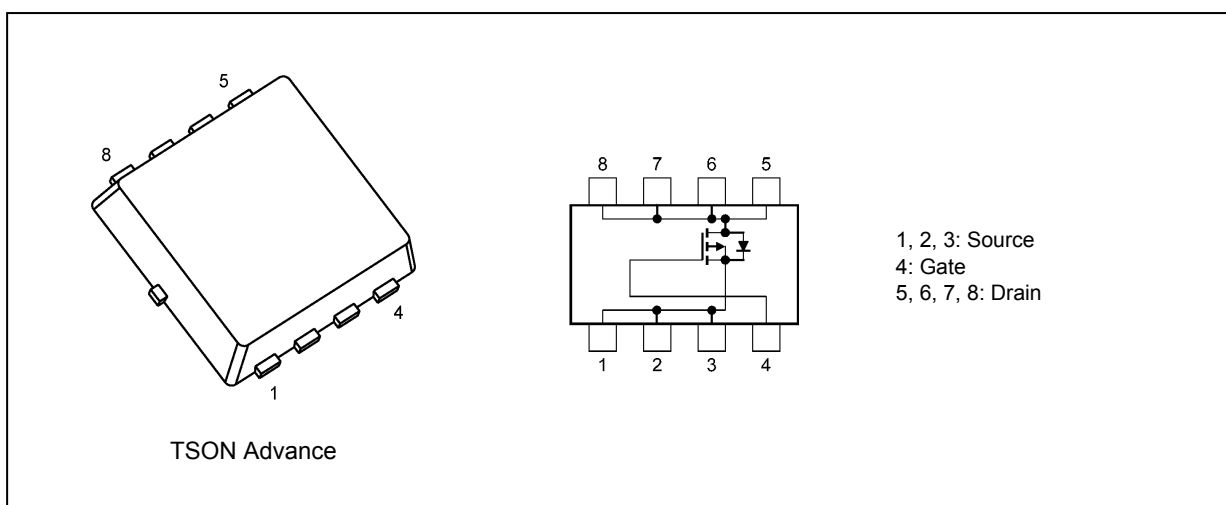 5
8
4
1
TSON Advance
8 7 6 5
1 2 3 4
1, 2, 3: Source
4: Gate
5, 6, 7, 8: Drain